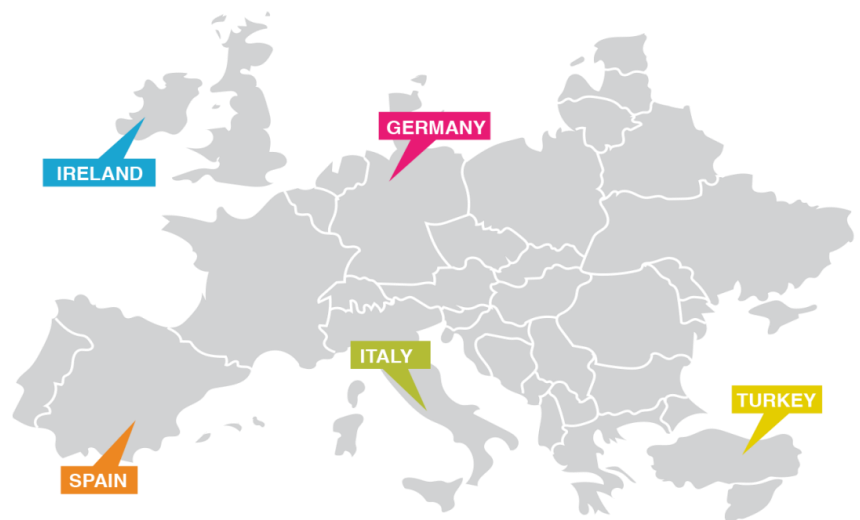 GERMANY
IRELAND
ITALY
TURKEY
SPAIN